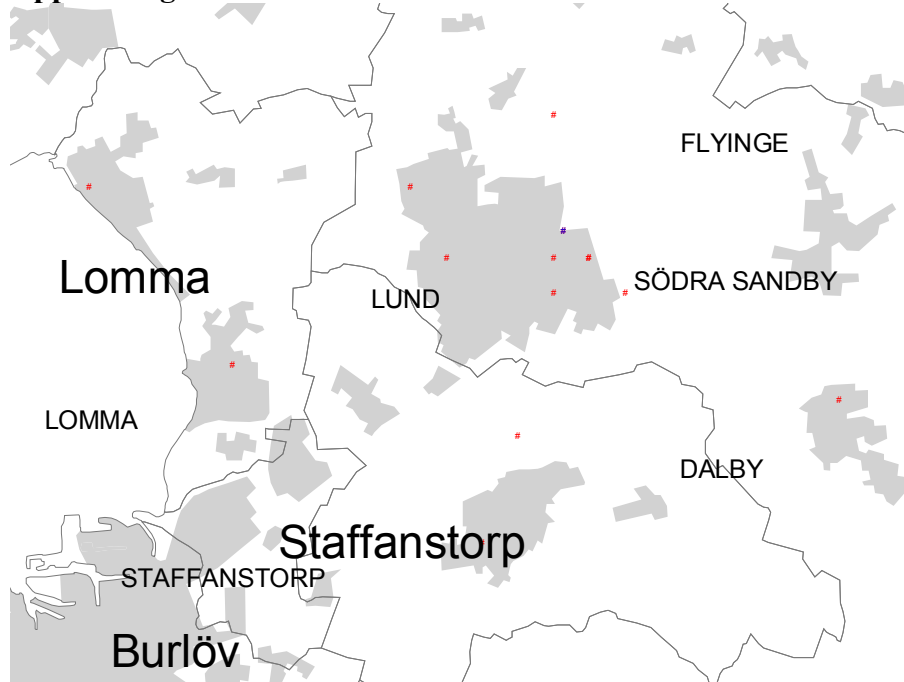 FLYINGE
Lomma
SÖDRA SANDBY
LUND
LOMMA
DALBY
Staffanstorp
STAFFANSTORP
Burlöv